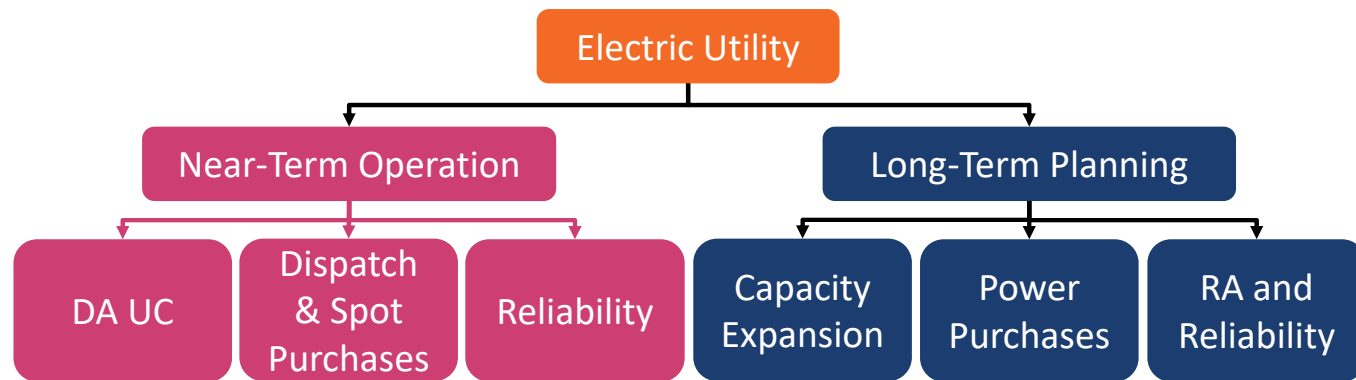 Electric Utility
Near-Term Operation
Long-Term Planning
DA UC
Dispatch
& Spot
Purchases
Reliability
Capacity
Expansion
Power
Purchases
RA and
Reliability